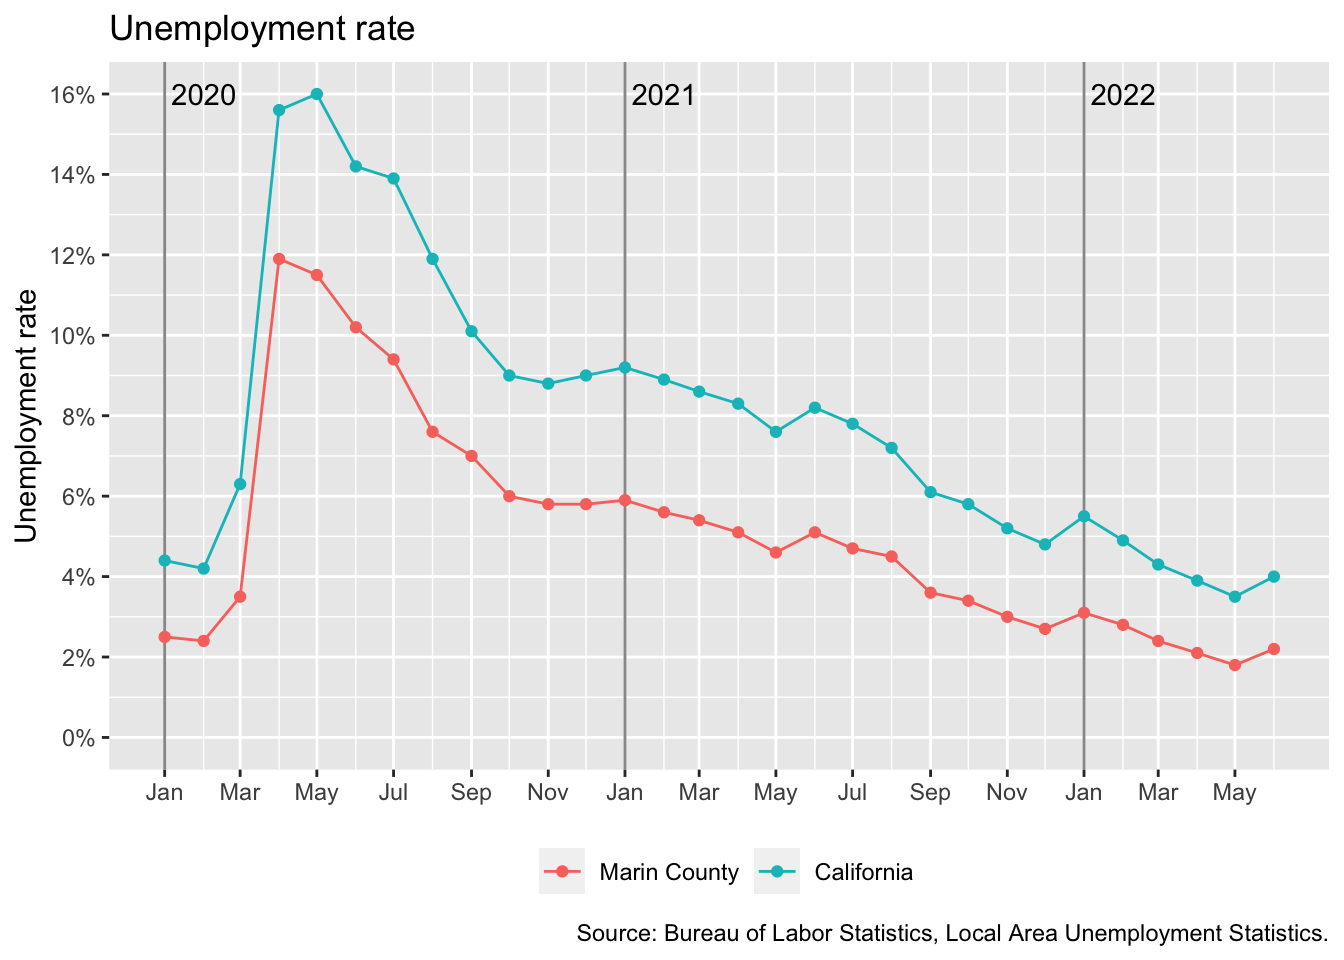 Unemployment rate
2020 2021 2022
16%
14%
12%
10%
8%
6%
4%
2%
0%
Unemployment rate
Jan Mar May Jul Sep Nov Jan Mar May Jul Sep Nov Jan Mar May
Marin County California
Source: Bureau of Labor Statistics, Local Area Unemployment Statistics.